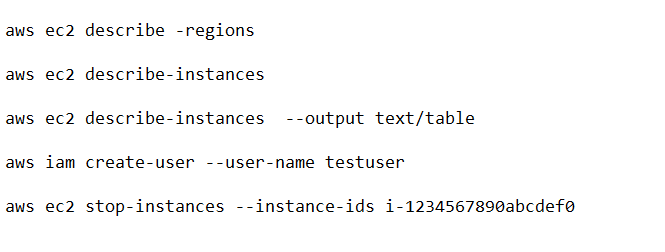 aws ec2 describe -regions
aws ec2 describe-instances
aws ec2 describe-instances  --output text/table
aws iam create-user --user-name testuser
aws ec2 stop-instances --instance-ids i-1234567890abcdef0